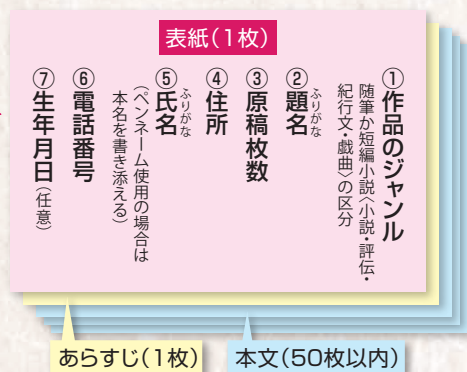 表紙(1枚)
①作品のジャンル
随筆か短編小説〈小説・評伝・
紀行文・戯曲〉の区分
②題名
ふりがな
③原稿枚数
④住所
⑤氏名
ふりがな
(ペンネーム使用の場合は
本名を書き添える)
⑥電話番号
⑦生年月日(任意)
あらすじ(1枚)
本文(50枚以内)